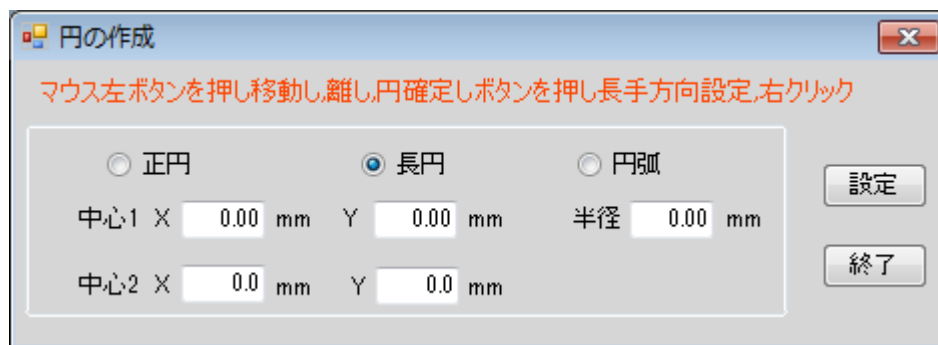 円の作成
マウス左ボタンを押し移動し,離し,円確定しボタンを押し長手方向設定,右クリック
正円 長円 円弧
設定
中心1 X 0.00 mm Y 0.00 mm 半径 0.00 mm
終了
中心2 X 0.0 mm Y 0.0 mm